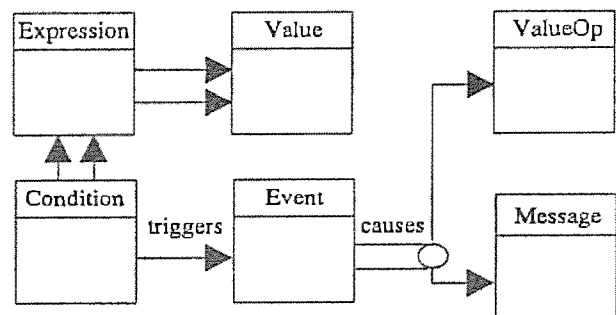 Expression
Value
ValueOp
Condition
triggers
Event
causes
Message